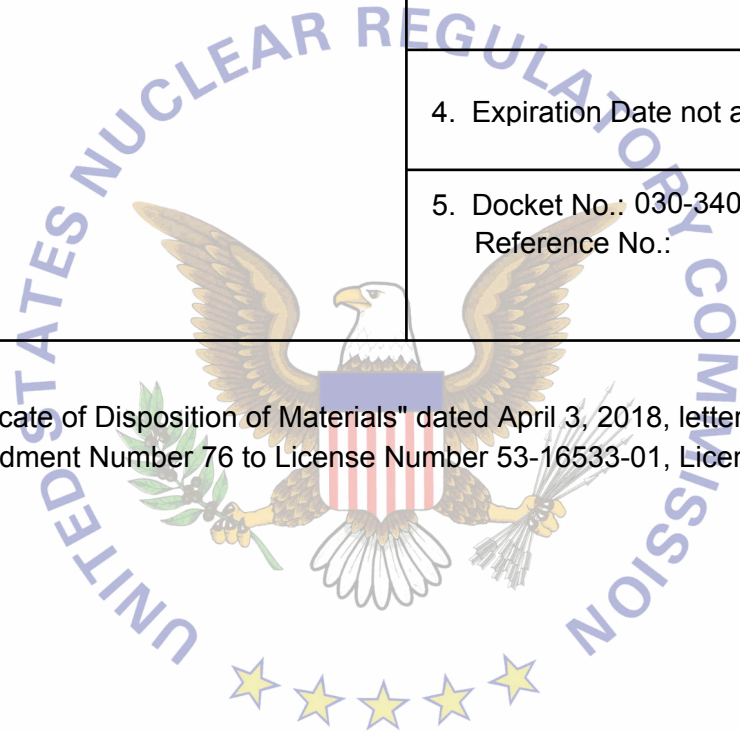 UNITED STATES NUCLEAR REGULATORY COMMISSION
4. Expiration Date not a
5. Docket No.: 030-340
Reference No.:
cate of Disposition of Materials" dated April 3, 2018, letter
dment Number 76 to License Number 53-16533-01, Licen